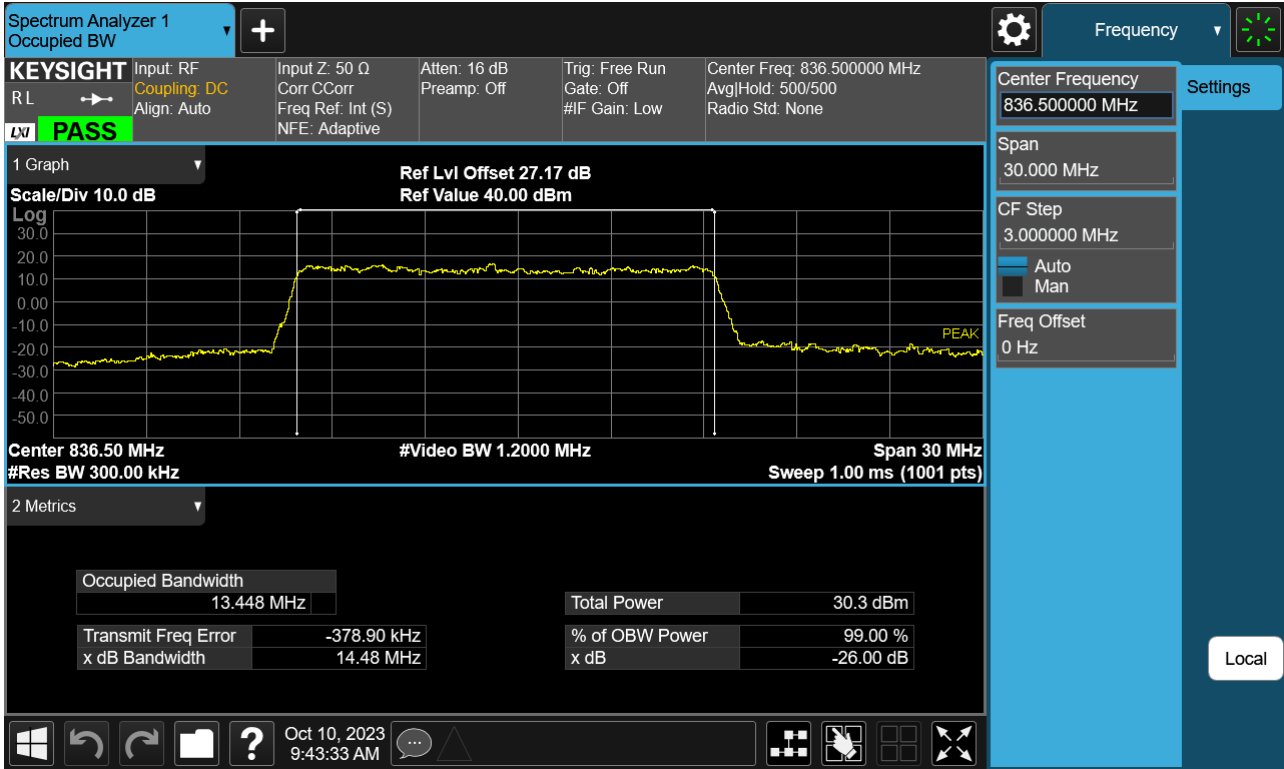 Spectrum Analyzer 1
Occupied BW
Frequency
KEYSIGHT
R L
LXI PASS
Input: RF
Coupling: DC
Align: Auto
Input Z: 50 Ω
Corr CCorr
Freq Ref: Int (S)
NFE: Adaptive
Atten: 16 dB
Preamp: Off
Trig: Free Run
Gate: Off
#IF Gain: Low
Center Freq: 836.500000 MHz
Avg|Hold: 500/500
Radio Std: None
Center Frequency
836.500000 MHz
Settings
Span
30.000 MHz
CF Step
3.000000 MHz
Auto
Man
Freq Offset
0 Hz
Local
1 Graph
Scale/Div 10.0 dB
Ref Lvl Offset 27.17 dB
Ref Value 40.00 dBm
Log
30.0
20.0
10.0
0.00
-10.0
-20.0
-30.0
-40.0
-50.0
PEAK
Center 836.50 MHz
#Video BW 1.2000 MHz
Span 30 MHz
#Res BW 300.00 kHz
Sweep 1.00 ms (1001 pts)
2 Metrics
Occupied Bandwidth
13.448 MHz
Total Power 30.3 dBm
Transmit Freq Error -378.90 kHz
% of OBW Power 99.00 %
x dB Bandwidth 14.48 MHz
x dB -26.00 dB
?
Oct 10, 2023
9:43:33 AM